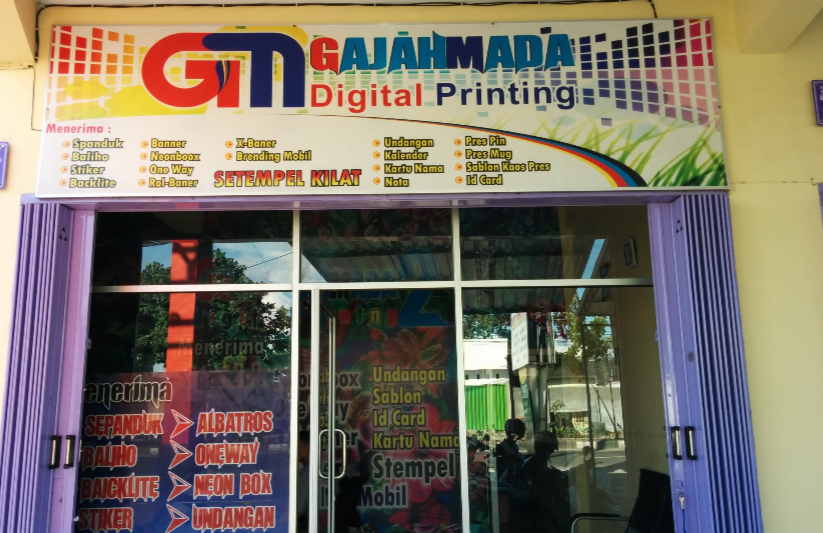 GM GAJAHMADA
Digital Printing
Menerima :
Spanduk
Baliho
Stiker
Backlite
Banner
Neonboox
One Way
Rol-Baner
X-Baner
Brending Mobil
SETEMPEL KILAT
Undangan
Kalender
Kartu Nama
Nota
Pres Pin
Pres Mug
Sablon Kaos Pres
Id Card
Menerima
enerima
SEPANDUK ALBATROS
BALIHO ONEWAY
BAICKLITE NEON BOX
STIKER UNDANGAN
Undangan
Sablon
Id Card
Kartu Nama
Stempel
Mobil